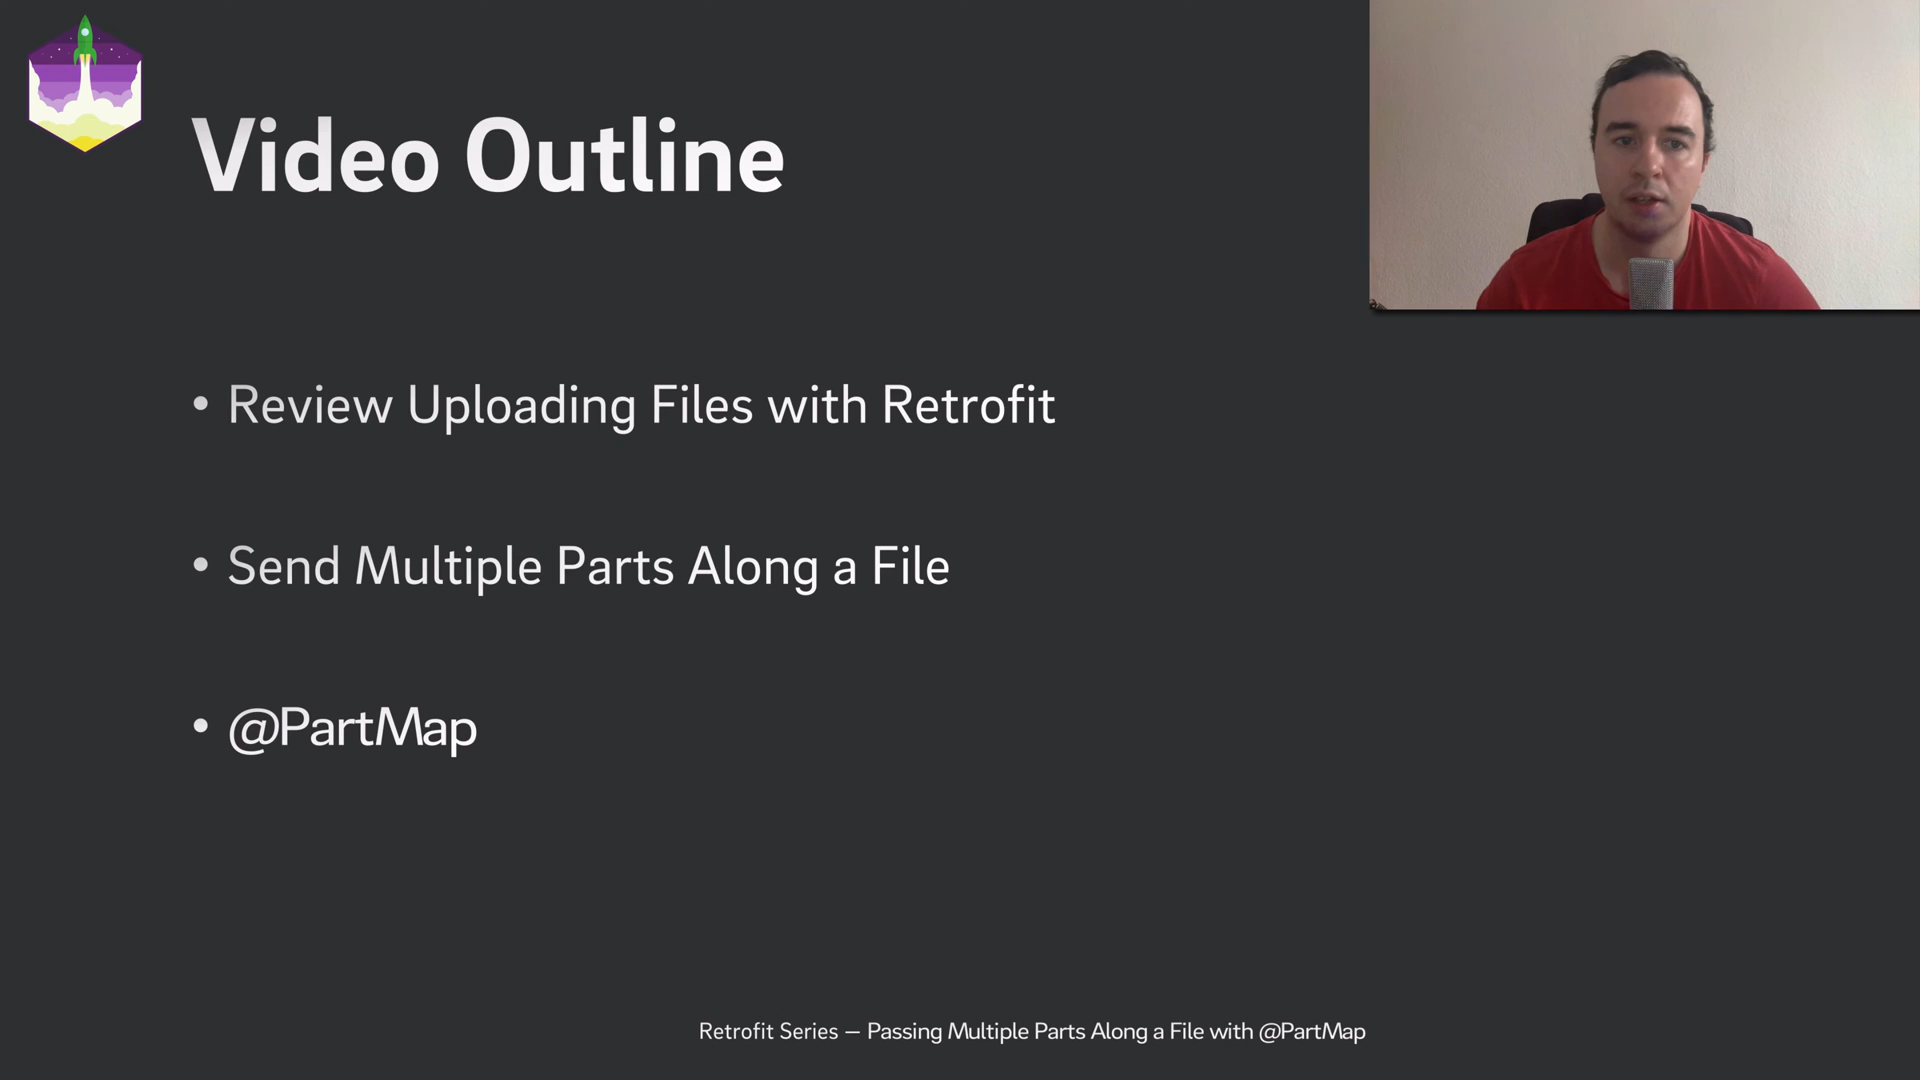 Video Outline
• Review Uploading Files with Retrofit
• Send Multiple Parts Along a File
• @PartMap
Retrofit Series — Passing Multiple Parts Along a File with @PartMap